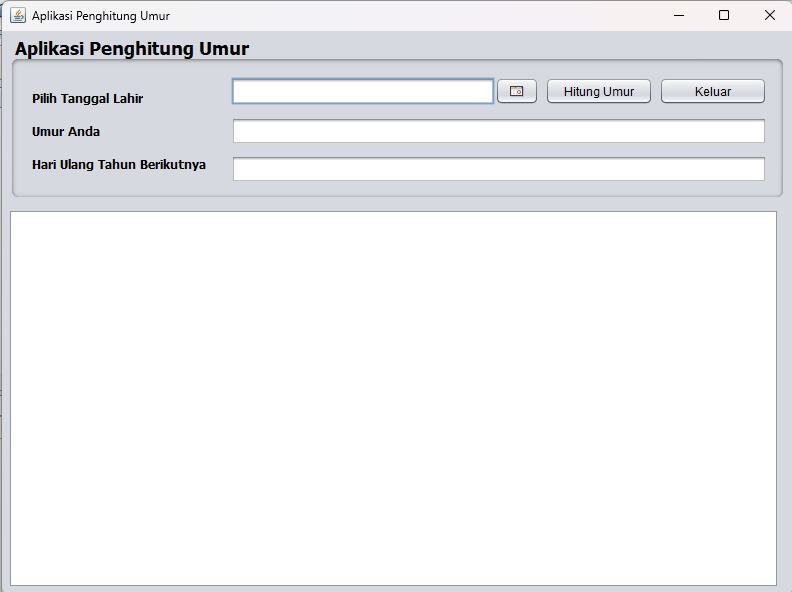 Aplikasi Penghitung Umur
Aplikasi Penghitung Umur
Pilih Tanggal Lahir
Hitung Umur
Keluar
Umur Anda
Hari Ulang Tahun Berikutnya